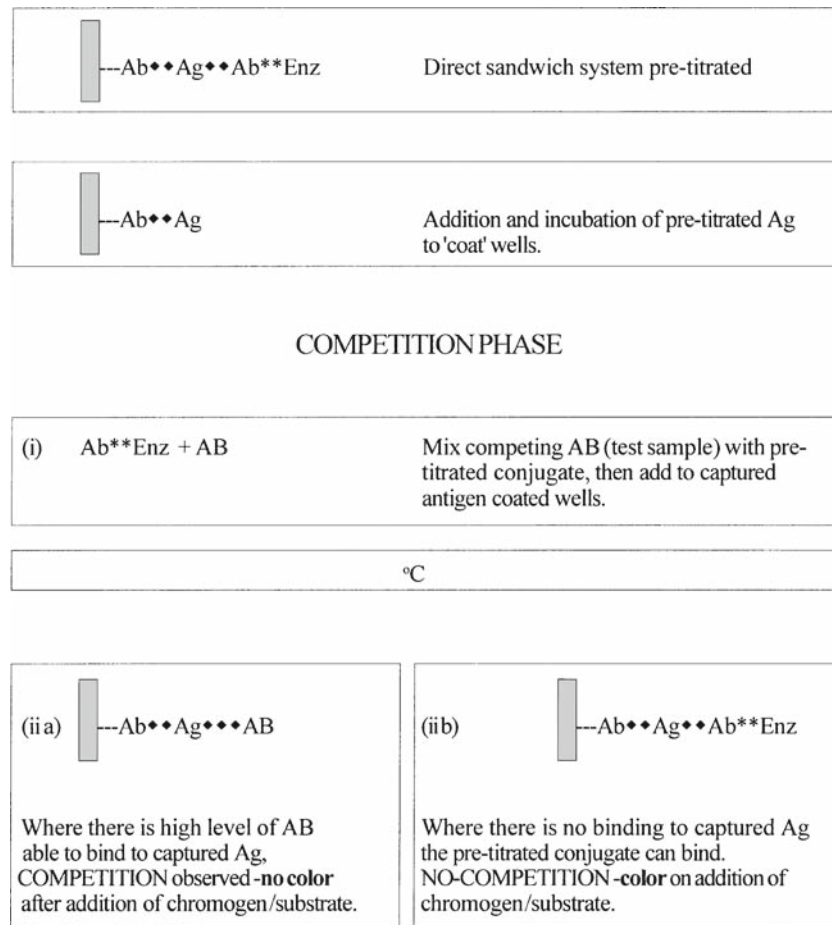 ---Ab◆◆Ag◆◆Ab**Enz Direct sandwich system pre-titrated
---Ab◆◆Ag Addition and incubation of pre-titrated Ag
to 'coat' wells.
COMPETITION PHASE
(i) Ab**Enz + AB Mix competing AB (test sample) with pre-
titrated conjugate, then add to captured
antigen coated wells.
ºC
(ii a) ---Ab◆◆Ag◆◆◆AB
Where there is high level of AB
able to bind to captured Ag,
COMPETITION observed -no color
after addition of chromogen/substrate.
(ii b) ---Ab◆◆Ag◆◆Ab**Enz
Where there is no binding to captured Ag
the pre-titrated conjugate can bind.
NO-COMPETITION -color on addition of
chromogen/substrate.